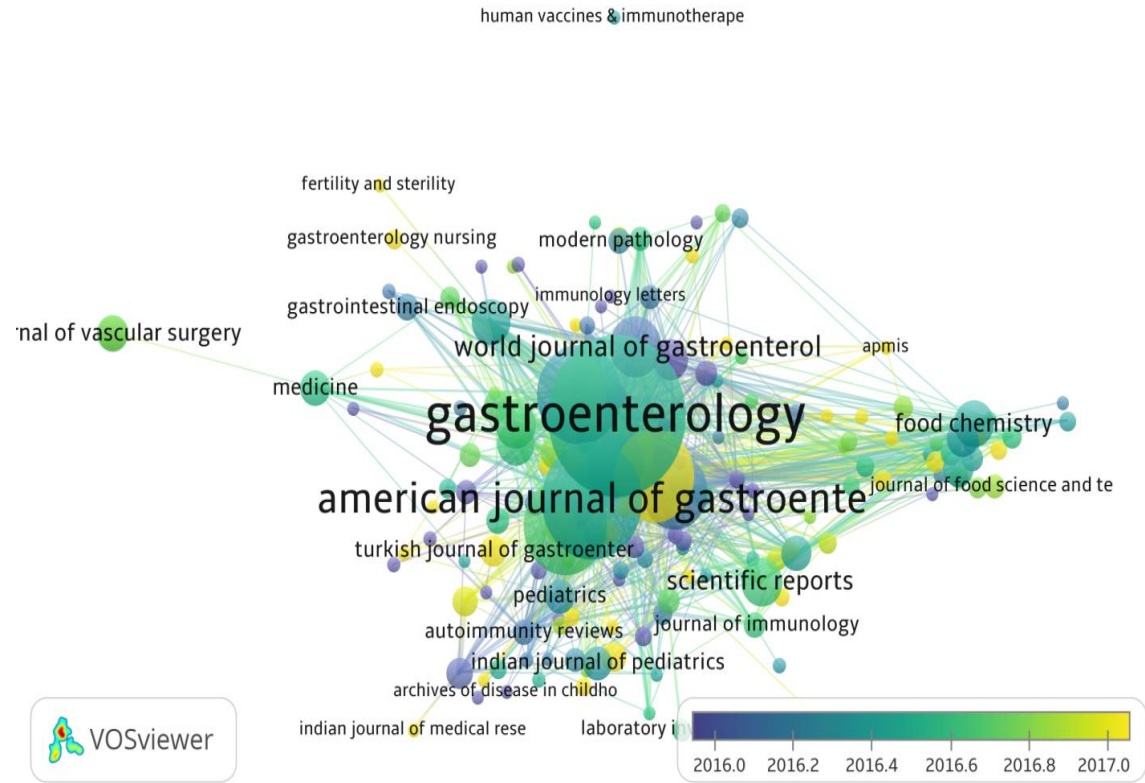 human vaccines & immunotherape
fertility and sterility
gastroenterology nursing
modern pathology
immunology letters
gastrointestinal endoscopy
nal of vascular surgery
world journal of gastroenterol
apmis
medicine
gastroenterology
food chemistry
american journal of gastroente
journal of food science and te
turkish journal of gastroenter
scientific reports
pediatrics
autoimmunity reviews
journal of immunology
indian journal of pediatrics
archives of disease in childho
indian journal of medical rese
laboratory in
VOSviewer
2016.0 2016.2 2016.4 2016.6 2016.8 2017.0